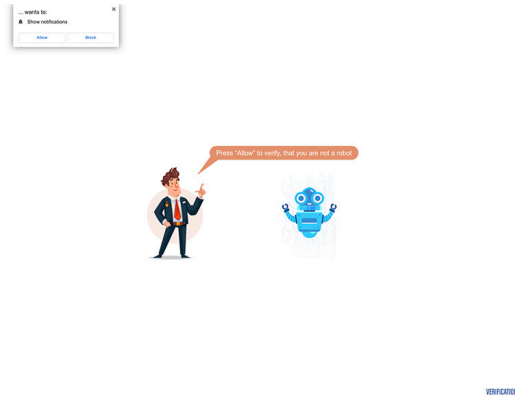 ... wants to:
Show notifications
Allow
Block
Press "Allow" to verify, that you are not a robot